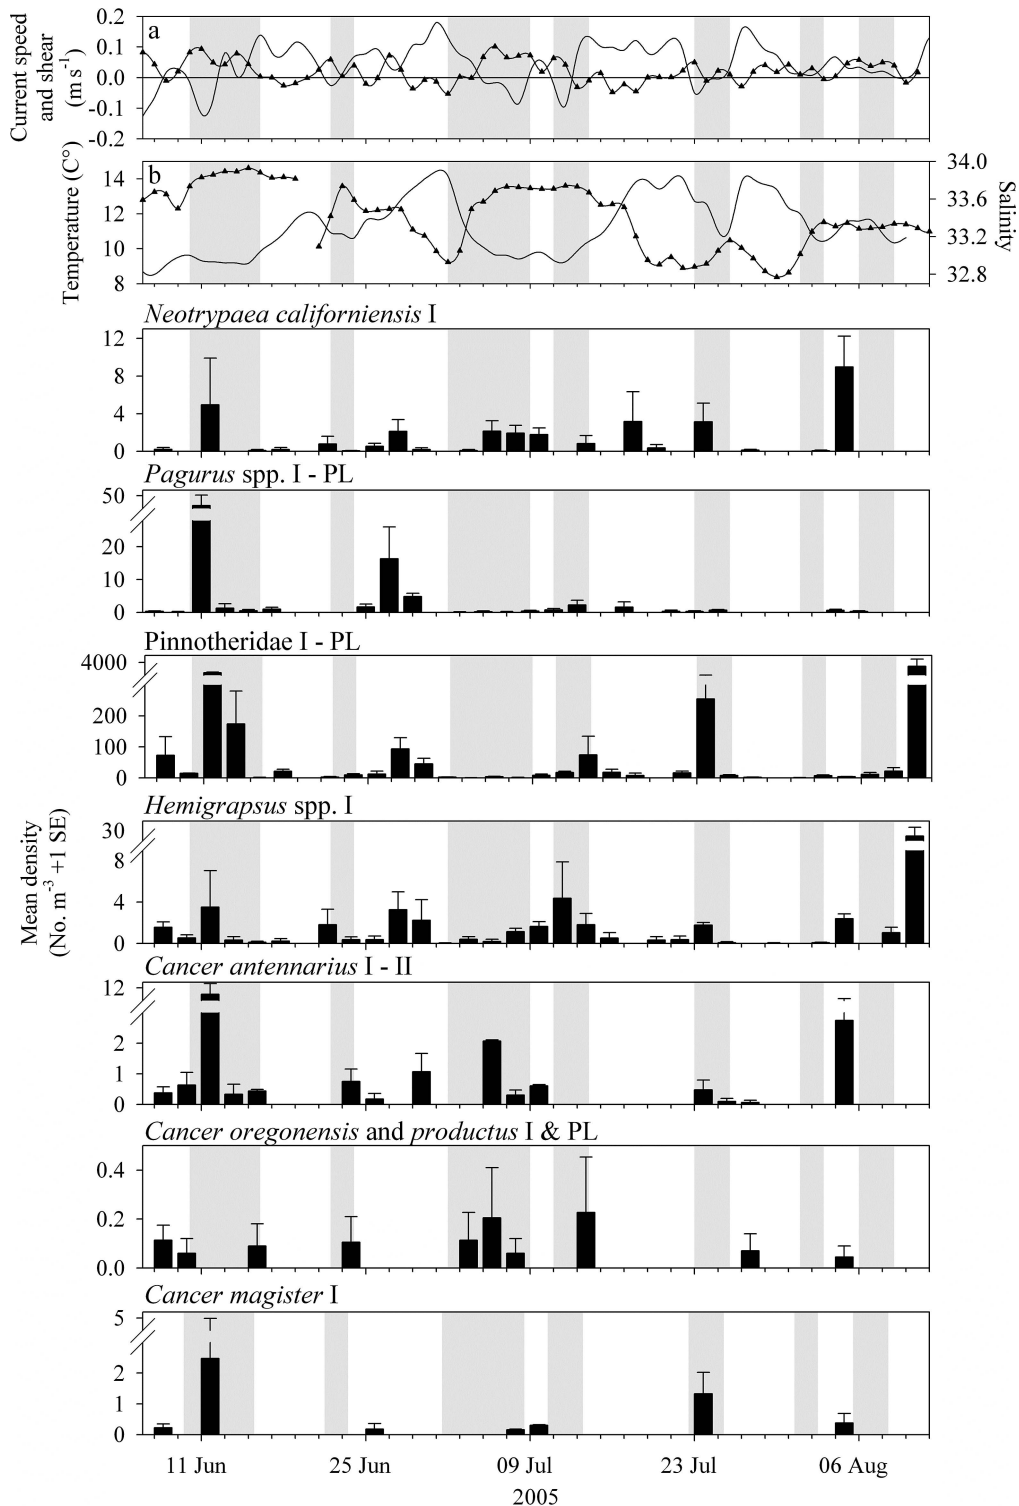 Current speed
and shear
(m s-1)
a
0.2
0.1
0.0
-0.1
-0.2
Temperature (C°)
b
14
12
10
8
34.0
33.6
33.2
32.8
Salinity
Neotrypaea californiensis I
12
8
4
0
Pagurus spp. I - PL
50
20
10
0
Pinnotheridae I - PL
4000
200
100
0
Mean density
(No. m-3 +1 SE)
Hemigrapsus spp. I
30
8
4
0
Cancer antennarius I - II
12
2
1
0
Cancer oregonensis and productus I & PL
0.4
0.2
0.0
Cancer magister I
5
2
1
0
11 Jun 25 Jun 09 Jul 23 Jul 06 Aug
2005